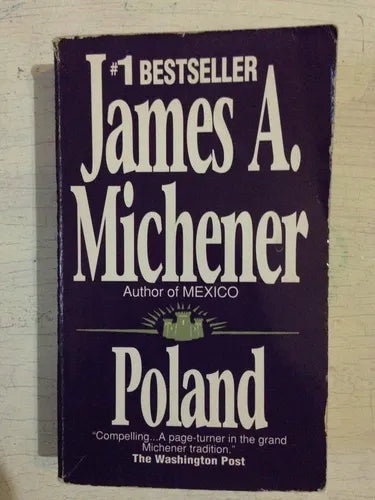 #1 BESTSELLER
James A.
Michener
Author of MEXICO
Poland
"Compelling...A page-turner in the grand
Michener tradition."
The Washington Post